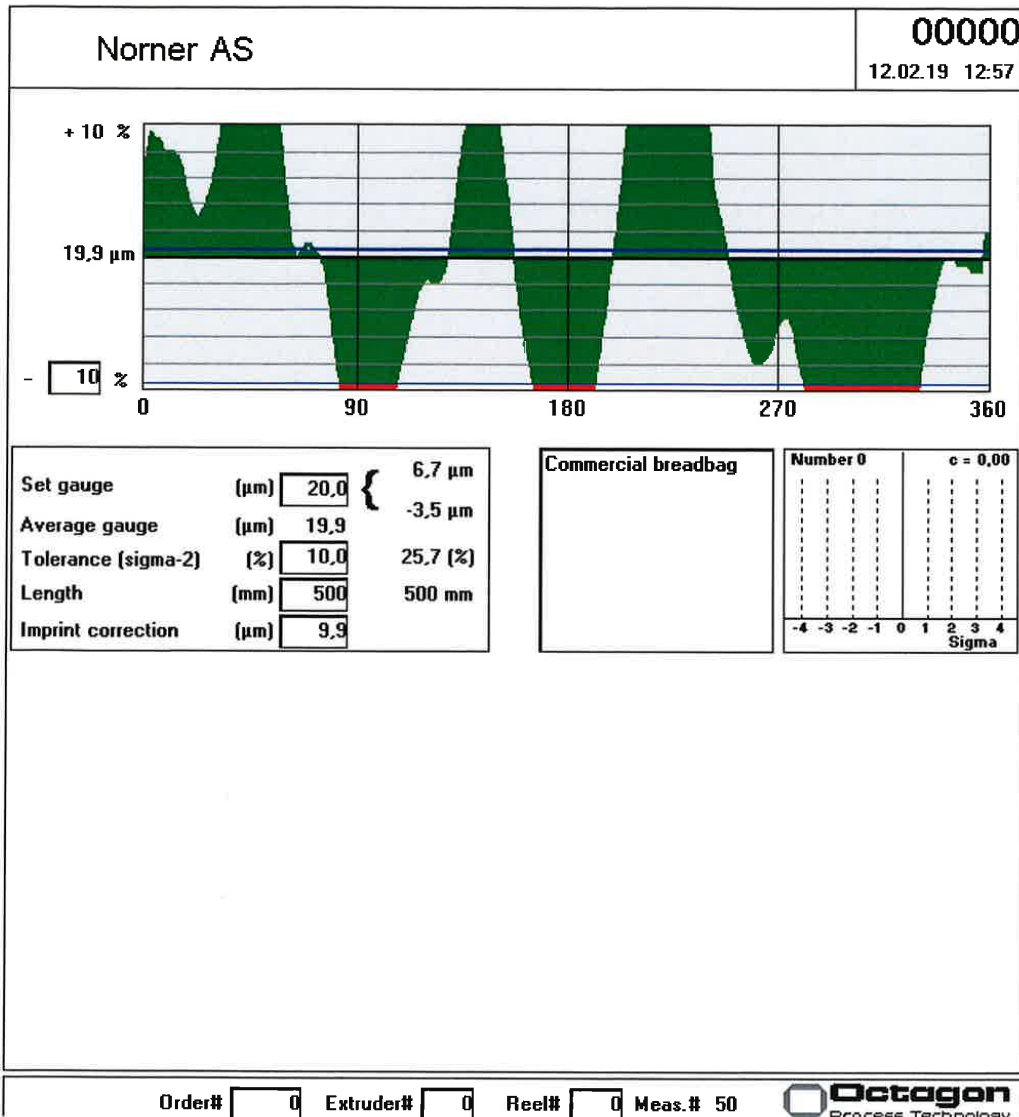 Norner AS
00000
12.02.19 12:57
+ 10 %
19,9 µm
- 10 %
0 90 180 270 360
Set gauge (µm) 20,0 { 6,7 µm
-3,5 µm
Average gauge (µm) 19,9
Tolerance (sigma-2) (%) 10,0 25,7 (%)
Length (mm) 500 500 mm
Imprint correction (µm) 9,9
Commercial breadbag
Number 0 c = 0,00
-4 -3 -2 -1 0 1 2 3 4
Sigma
Order# 0 Extruder# 0 Reel# 0 Meas.# 50
Octagon
Process Technology